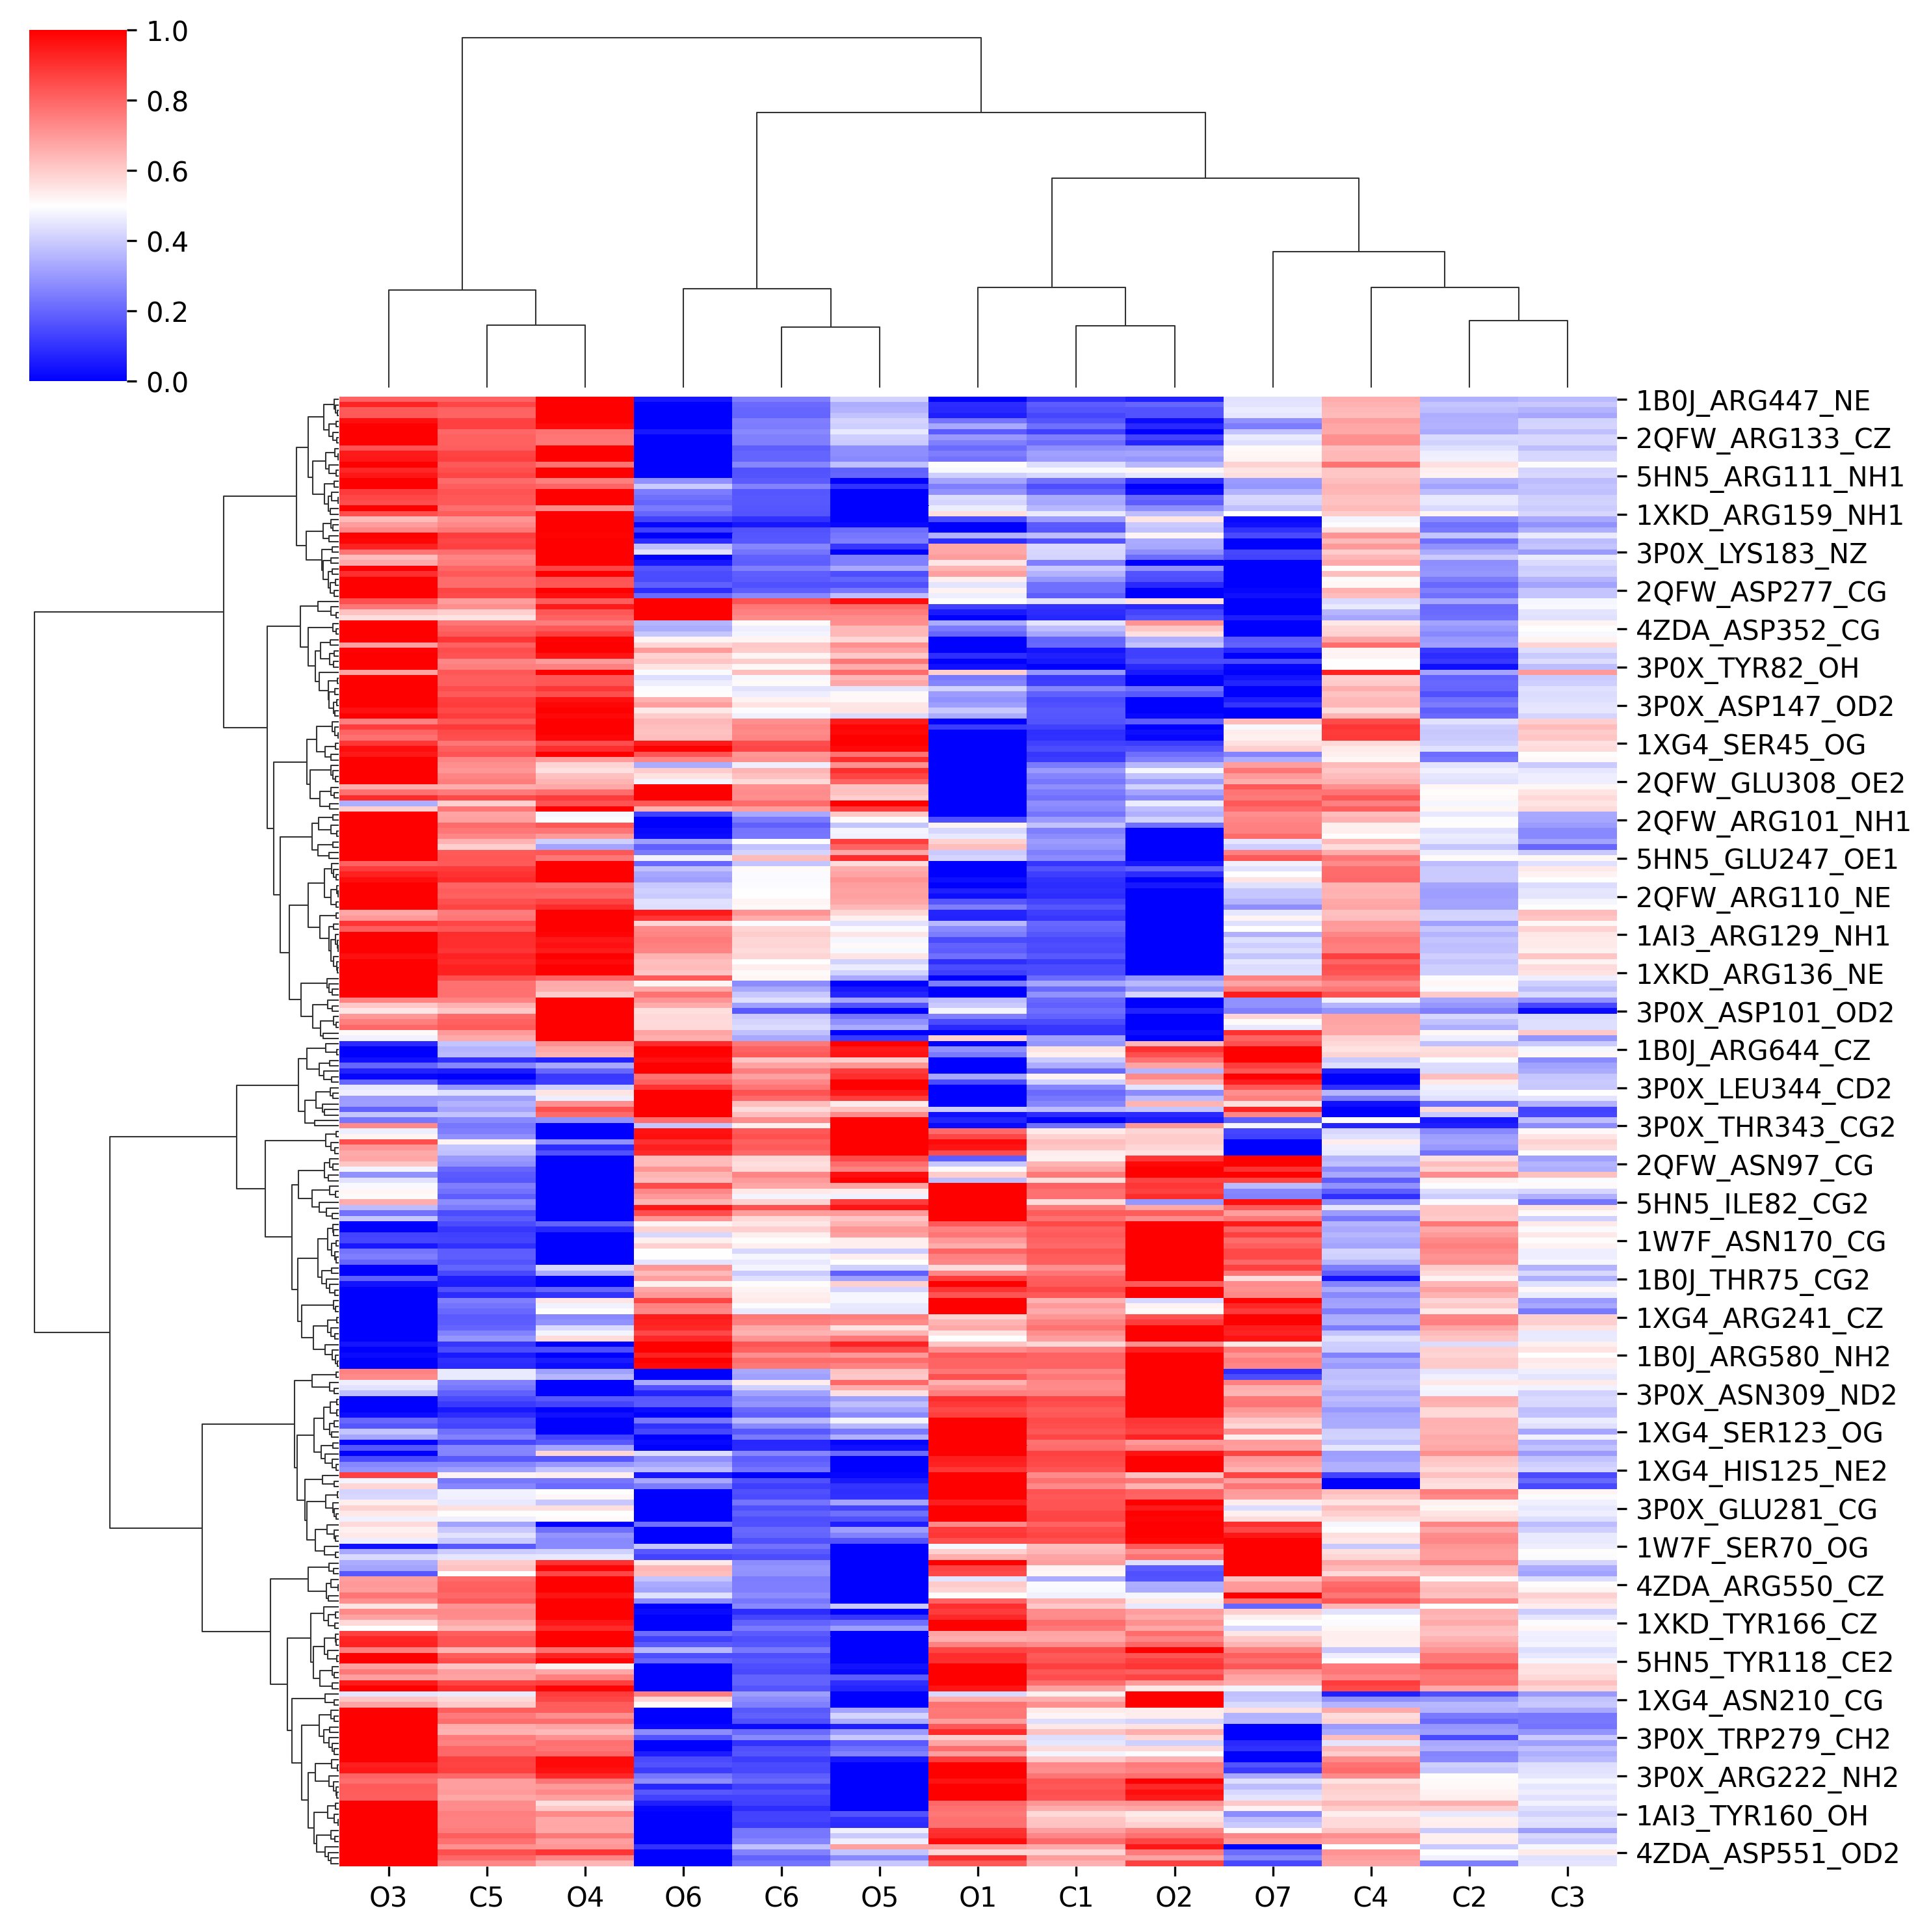 1.0
0.8
0.6
0.4
0.2
0.0
1B0J_ARG447_NE
2QFW_ARG133_CZ
5HN5_ARG111_NH1
1XKD_ARG159_NH1
3P0X_LYS183_NZ
2QFW_ASP277_CG
4ZDA_ASP352_CG
3P0X_TYR82_OH
3P0X_ASP147_OD2
1XG4_SER45_OG
2QFW_GLU308_OE2
2QFW_ARG101_NH1
5HN5_GLU247_OE1
2QFW_ARG110_NE
1AI3_ARG129_NH1
1XKD_ARG136_NE
3P0X_ASP101_OD2
1B0J_ARG644_CZ
3P0X_LEU344_CD2
3P0X_THR343_CG2
2QFW_ASN97_CG
5HN5_ILE82_CG2
1W7F_ASN170_CG
1B0J_THR75_CG2
1XG4_ARG241_CZ
1B0J_ARG580_NH2
3P0X_ASN309_ND2
1XG4_SER123_OG
1XG4_HIS125_NE2
3P0X_GLU281_CG
1W7F_SER70_OG
4ZDA_ARG550_CZ
1XKD_TYR166_CZ
5HN5_TYR118_CE2
1XG4_ASN210_CG
3P0X_TRP279_CH2
3P0X_ARG222_NH2
1AI3_TYR160_OH
4ZDA_ASP551_OD2
O3 C5 O4 O6 C6 O5 O1 C1 O2 O7 C4 C2 C3